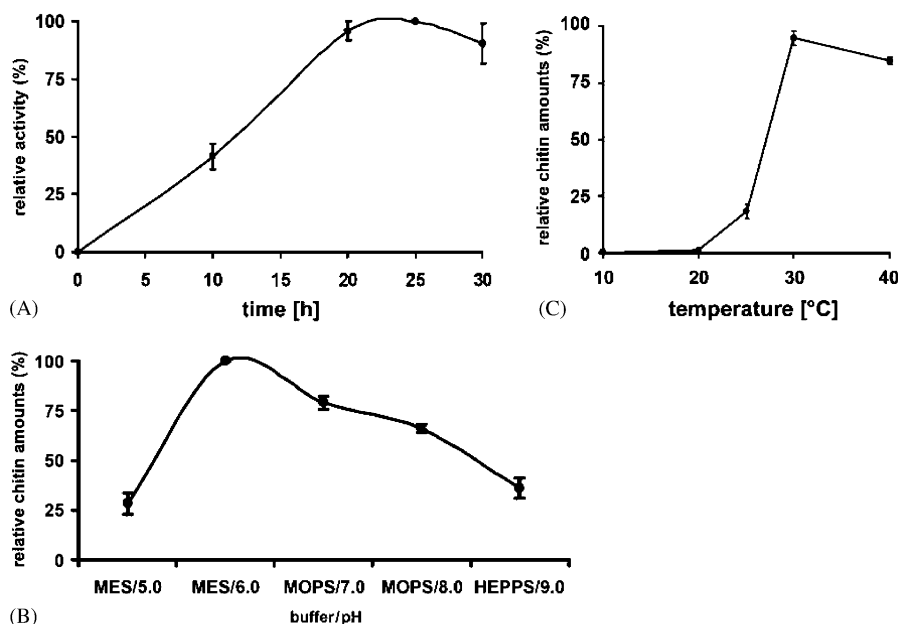 relative activity (%)
100
75
50
25
0
0 5 10 15 20 25 30
time [h]
(A)
relative chitin amounts (%)
100
75
50
25
0
10 20 30 40
temperature [°C]
(C)
relative chitin amounts (%)
100
75
50
25
0
MES/5.0 MES/6.0 MOPS/7.0 MOPS/8.0 HEPPS/9.0
buffer/pH
(B)